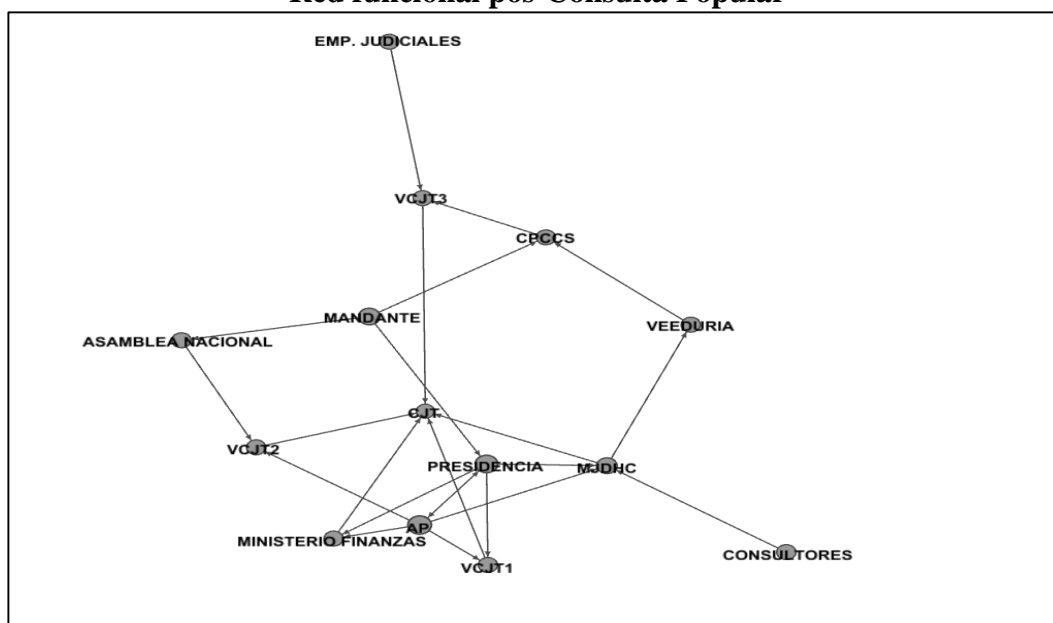 Red funcional pos-Consulta Popular
EMP. JUDICIALES
VCJT3
CPCCS
MANDANTE
VEEDURIA
ASAMBLEA NACIONAL
CJT
VCJT2
PRESIDENCIA
MJDHC
AP
MINISTERIO FINANZAS
CONSULTORES
VCJT1